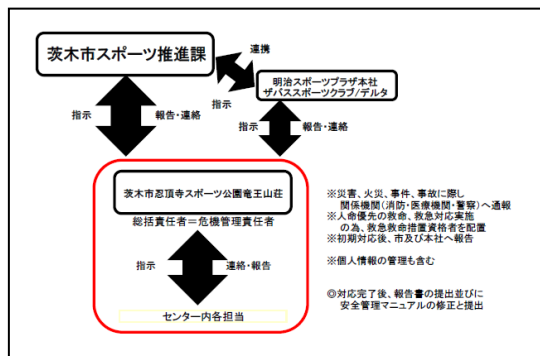 茨木市スポーツ推進課
連携
明治スポーツプラザ本社
ザバススポーツクラブ/デルタ
指示
指示
報告・連絡
指示
報告・連絡
茨木市忍頂寺スポーツ公園竜王山荘
総括責任者＝危機管理責任者
指示
連絡・報告
センター内各担当
※災害、火災、事件、事故に際し
関係機関(消防・医療機関・警察)へ通報
※人命優先の救命、救急対応実施
の為、救急救命措置資格者を配置
※初期対応後、市及び本社へ報告
※個人情報の管理も含む
◎対応完了後、報告書の提出並びに
安全管理マニュアルの修正と提出